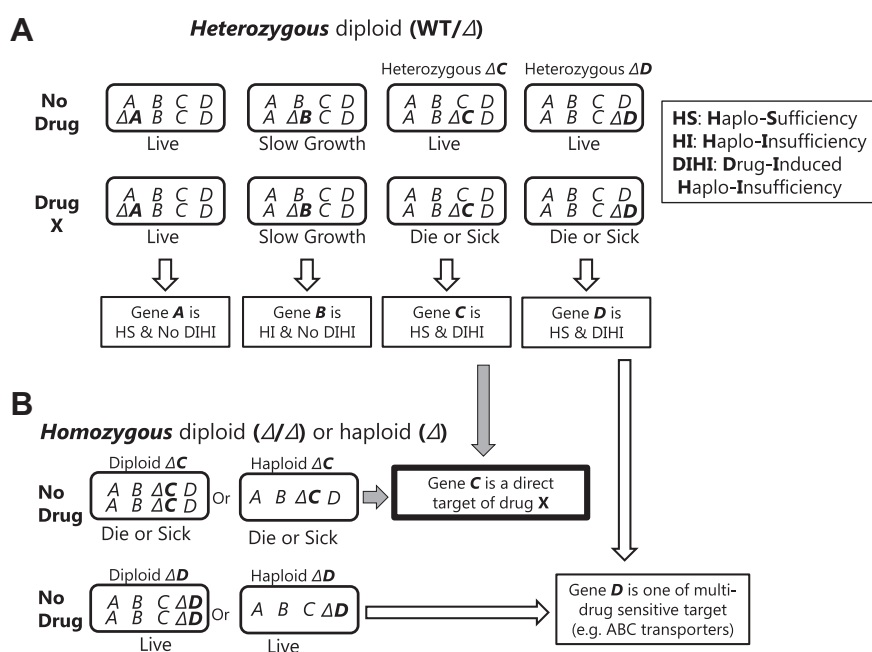 A
Heterozygous diploid (WT/Δ)
Heterozygous ΔC Heterozygous ΔD
No
Drug
A B C D
ΔA B C D
Live
A B C D
A ΔB C D
Slow Growth
A B C D
A B ΔC D
Live
A B C D
A B C ΔD
Live
HS: Haplo-Sufficiency
HI: Haplo-Insufficiency
DIHI: Drug-Induced
Haplo-Insufficiency
Drug
X
A B C D
ΔA B C D
Live
A B C D
A ΔB C D
Slow Growth
A B C D
A B ΔC D
Die or Sick
A B C D
A B C ΔD
Die or Sick
Gene A is
HS & No DIHI
Gene B is
HI & No DIHI
Gene C is
HS & DIHI
Gene D is
HS & DIHI
B
Homozygous diploid (Δ/Δ) or haploid (Δ)
No
Drug
Diploid ΔC
A B ΔC D
A B ΔC D
Die or Sick
Or
Haploid ΔC
A B ΔC D
Die or Sick
Gene C is a direct
target of drug X
No
Drug
Diploid ΔD
A B C ΔD
A B C ΔD
Live
Or
Haploid ΔD
A B C ΔD
Live
Gene D is one of multi-
drug sensitive target
(e.g. ABC transporters)